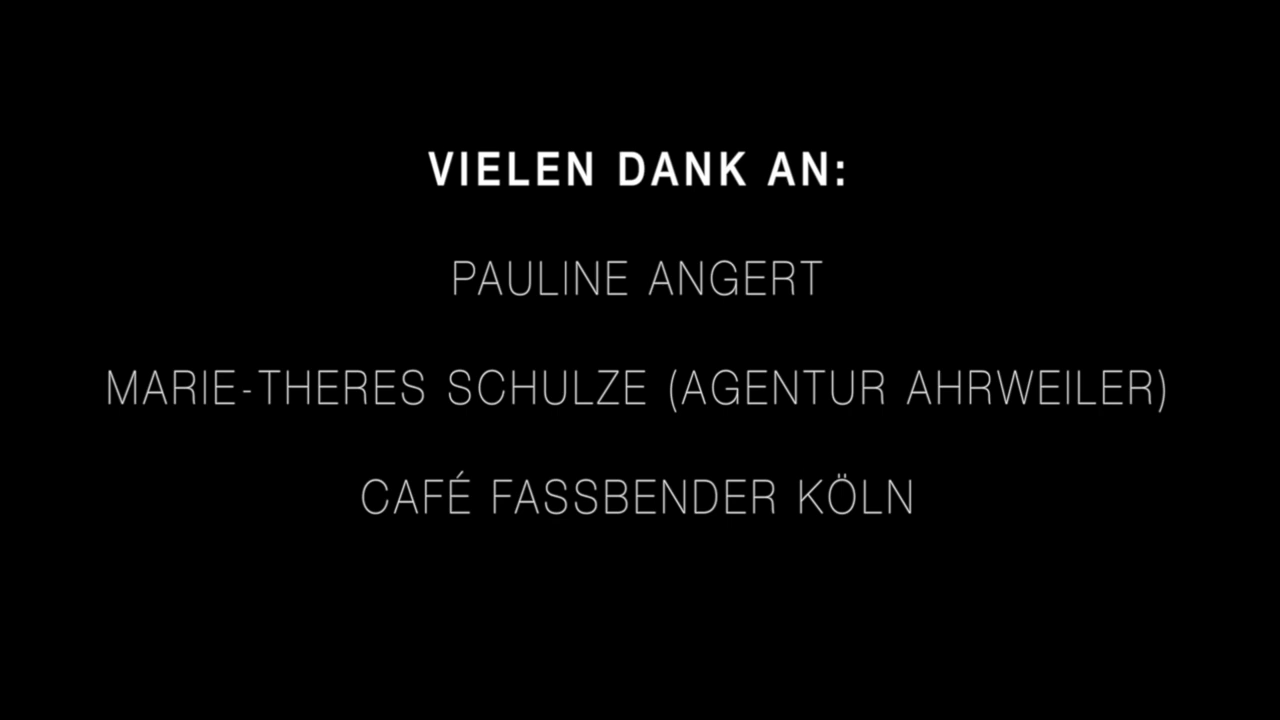 VIELEN DANK AN:
PAULINE ANGERT
MARIE-THERES SCHULZE (AGENTUR AHRWEILER)
CAFÉ FASSBENDER KÖLN